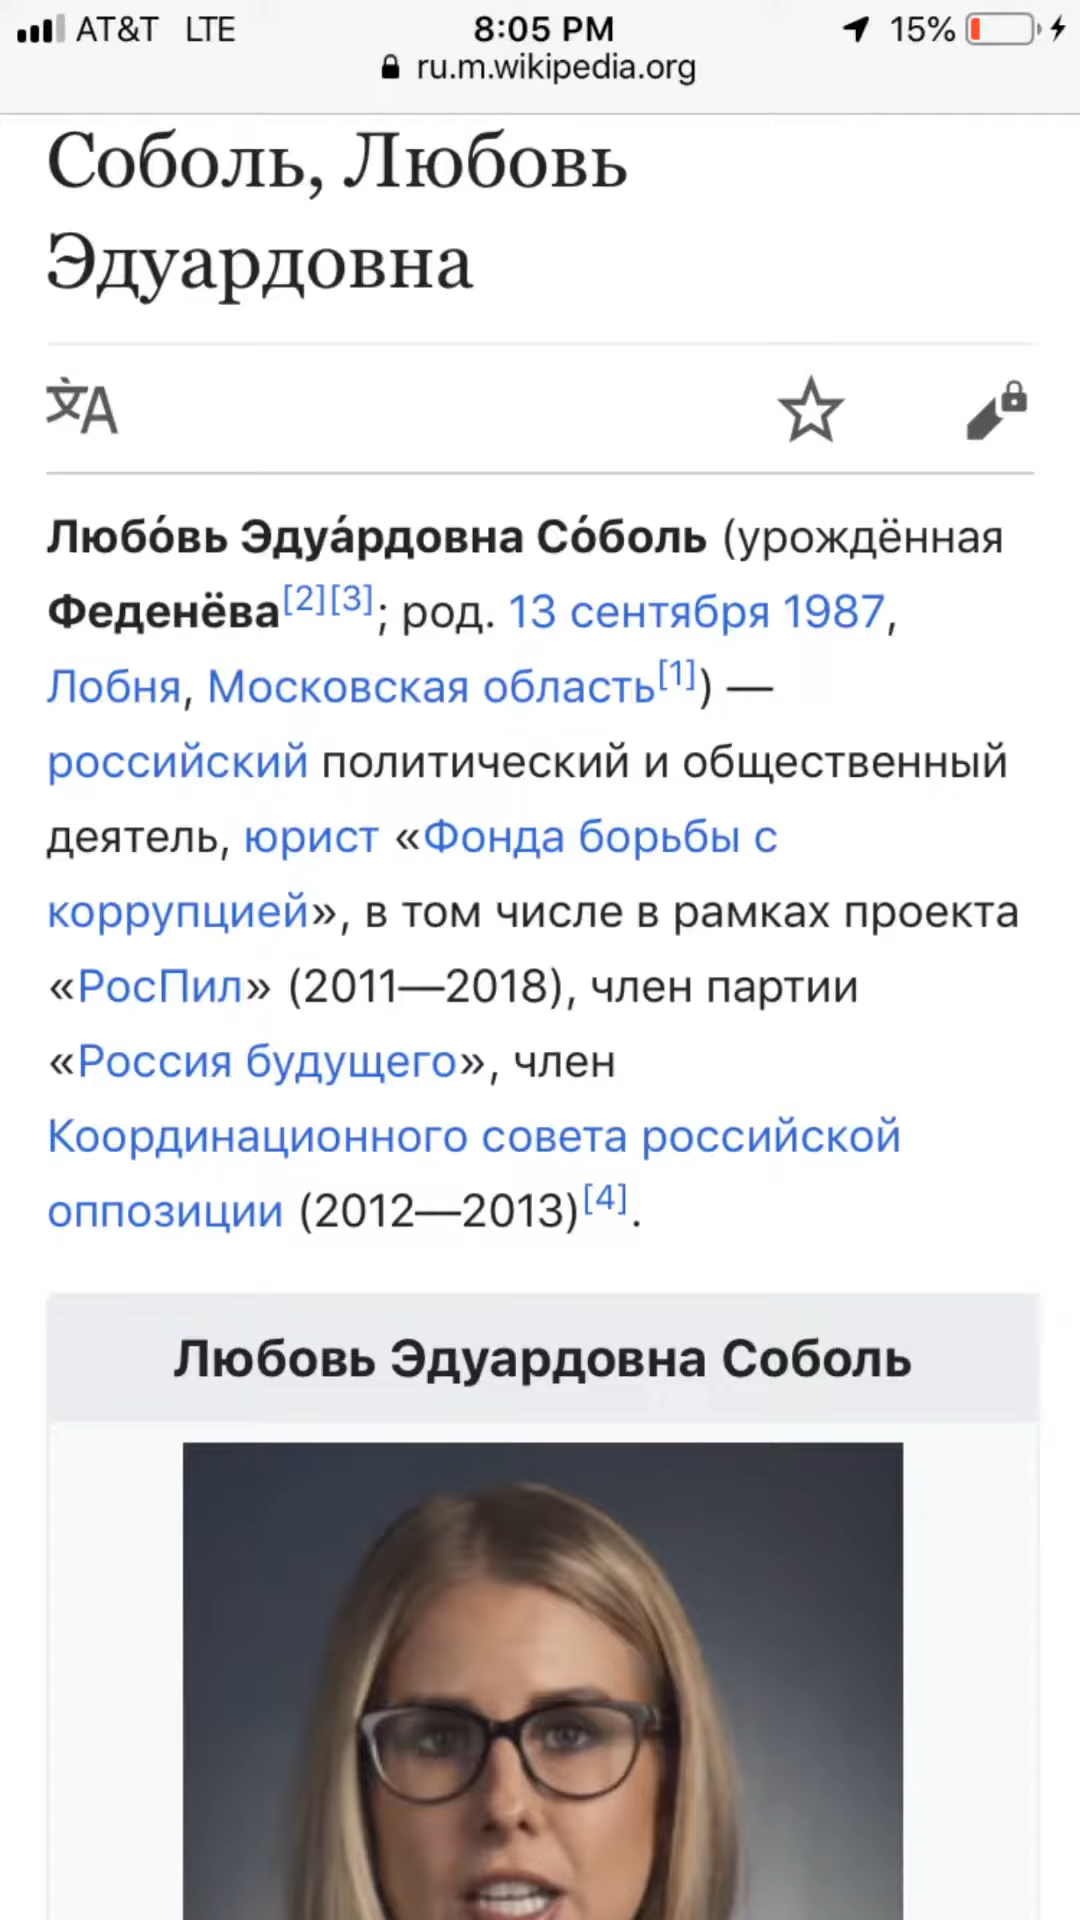 AT&T LTE 8:05 PM 15%
ru.m.wikipedia.org
Соболь, Любовь
Эдуардовна
文A
Любо́вь Эдуа́рдовна Со́боль (урождённая
Феденёва[2][3]; род. 13 сентября 1987,
Лобня, Московская область[1]) —
российский политический и общественный
деятель, юрист «Фонда борьбы с
коррупцией», в том числе в рамках проекта
«РосПил» (2011—2018), член партии
«Россия будущего», член
Координационного совета российской
оппозиции (2012—2013)[4].
Любовь Эдуардовна Соболь